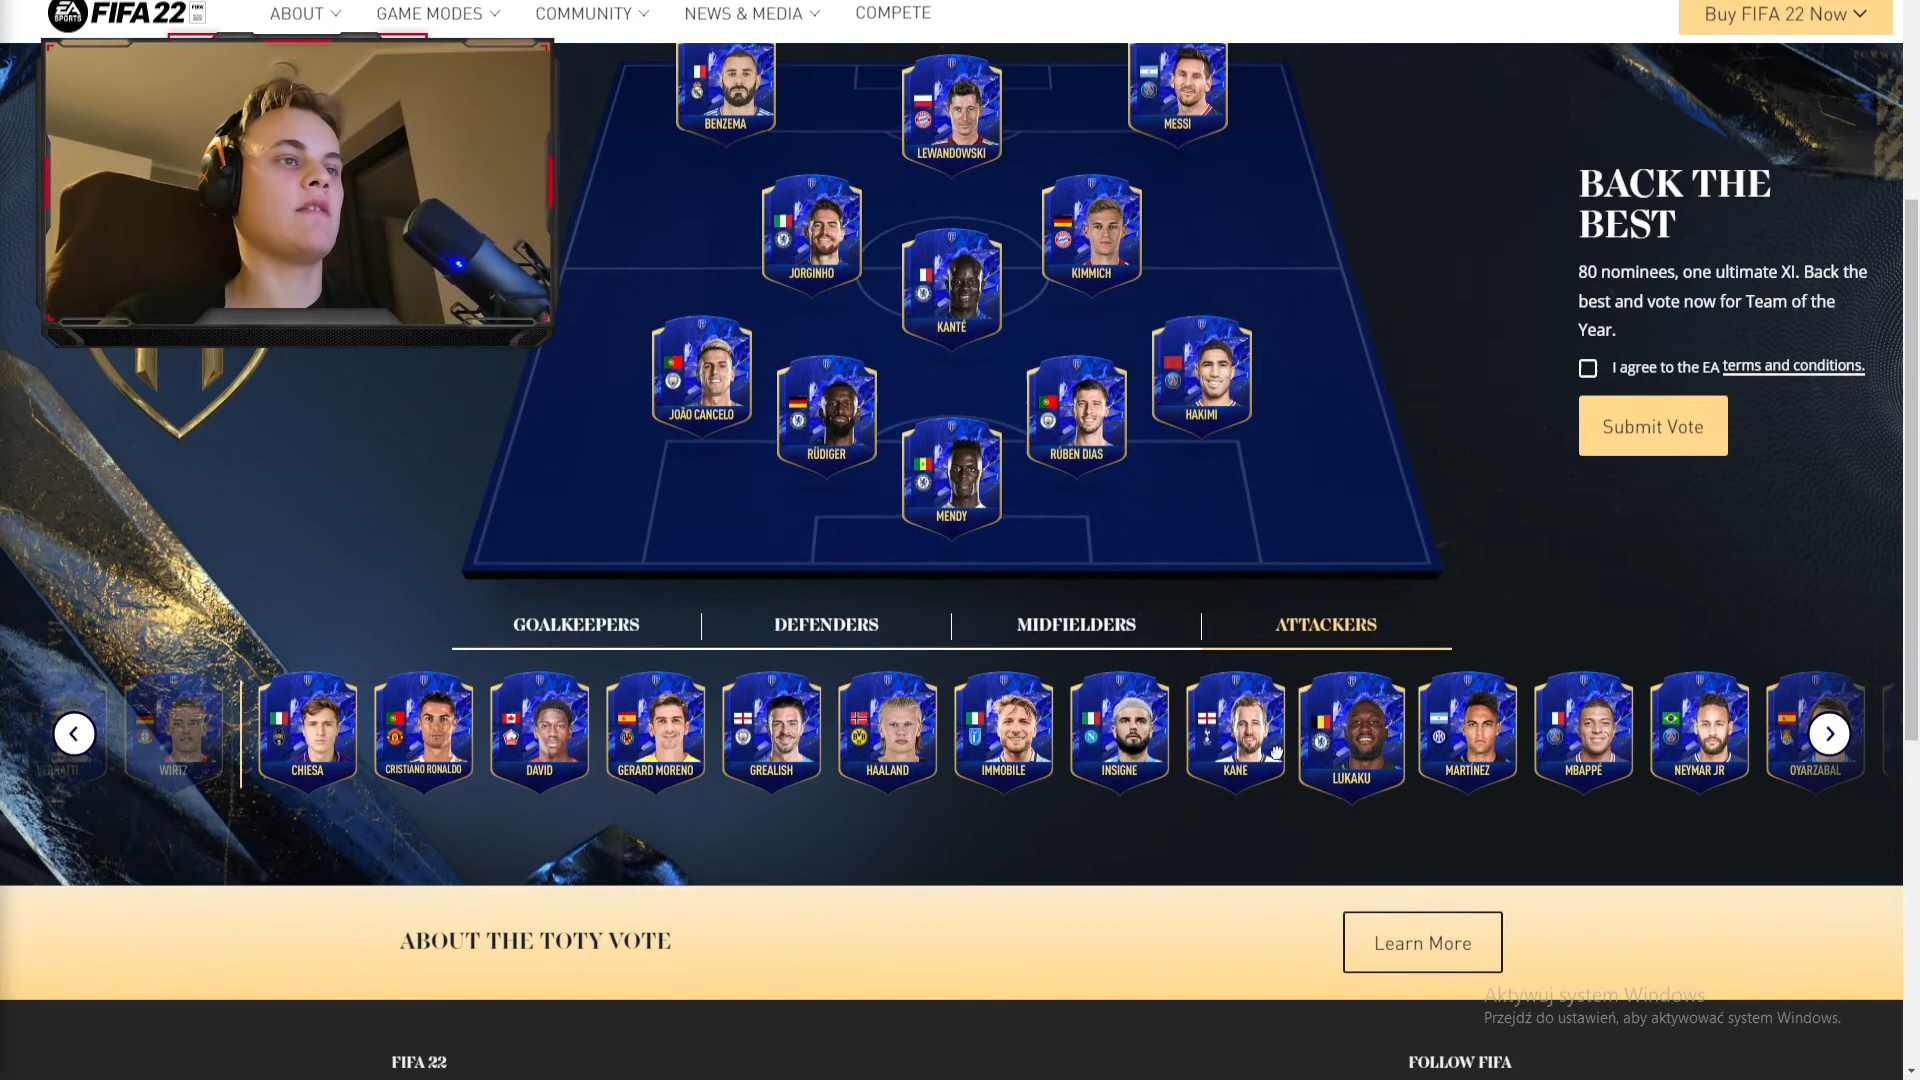 EA SPORTS FIFA 22
ABOUT GAME MODES COMMUNITY NEWS & MEDIA COMPETE Buy FIFA 22 Now
BENZEMA
LEWANDOWSKI
MESSI
JORGINHO
KIMMICH
KANTÉ
JOÃO CANCELO
HAKIMI
RÜDIGER
RÚBEN DIAS
MENDY
BACK THE
BEST
80 nominees, one ultimate XI. Back the
best and vote now for Team of the
Year.
I agree to the EA terms and conditions.
Submit Vote
GOALKEEPERS DEFENDERS MIDFIELDERS ATTACKERS
WIRTZ CHIESA CRISTIANO RONALDO DAVID GERARD MORENO GREALISH HAALAND IMMOBILE INSIGNE KANE LUKAKU MARTÍNEZ MBAPPÉ NEYMAR JR OYARZABAL
ABOUT THE TOTY VOTE
Learn More
Aktywuj system Windows
Przejdź do ustawień, aby aktywować system Windows.
FIFA 22
FOLLOW FIFA